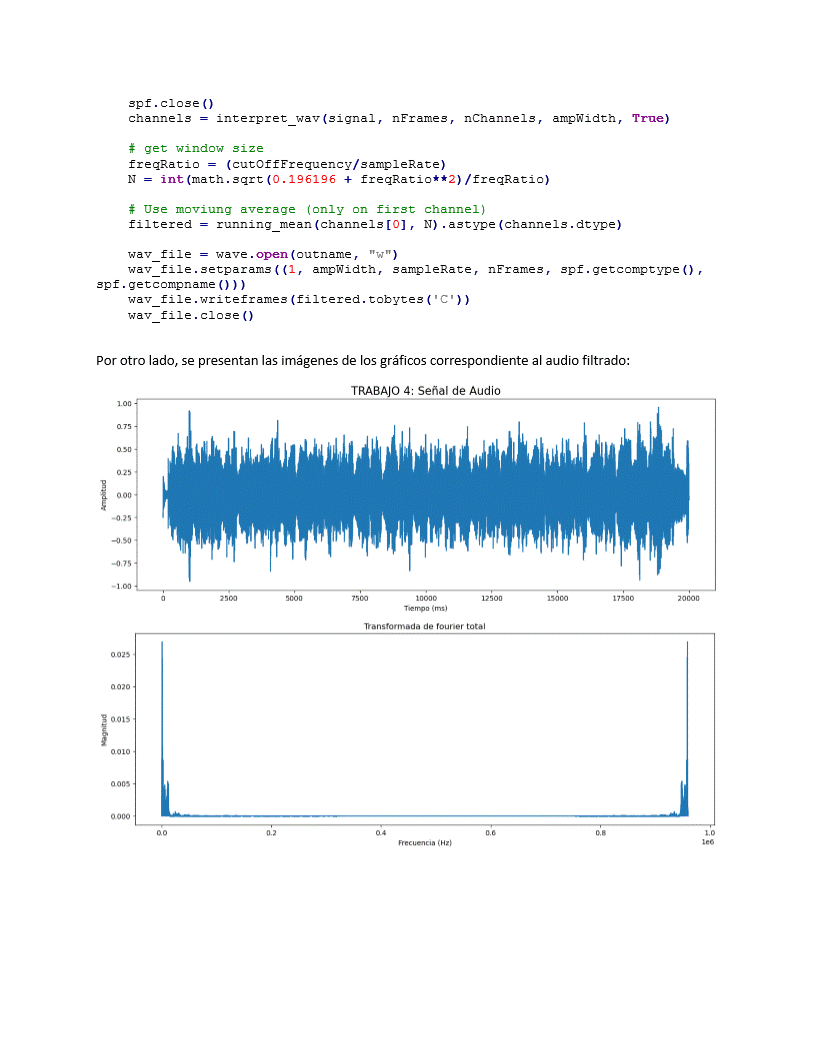 spf.close()
channels = interpret_wav(signal, nFrames, nChannels, ampWidth, True)
# get window size
freqRatio = (cutOffFrequency/sampleRate)
N = int(math.sqrt(0.196196 + freqRatio**2)/freqRatio)
# Use moviung average (only on first channel)
filtered = running_mean(channels[0], N).astype(channels.dtype)
wav_file = wave.open(outname, "w")
wav_file.setparams((1, ampWidth, sampleRate, nFrames, spf.getcomptype(),
spf.getcompname()))
wav_file.writeframes(filtered.tobytes('C'))
wav_file.close()
Por otro lado, se presentan las imágenes de los gráficos correspondiente al audio filtrado:
TRABAJO 4: Señal de Audio
1.00
0.75
0.50
0.25
0.00
−0.25
−0.50
−0.75
−1.00
Amplitud
0 2500 5000 7500 10000 12500 15000 17500 20000
Tiempo (ms)
Transformada de fourier total
0.025
0.020
0.015
0.010
0.005
0.000
Magnitud
0.0 0.2 0.4 0.6 0.8 1.0
Frecuencia (Hz)
1e6